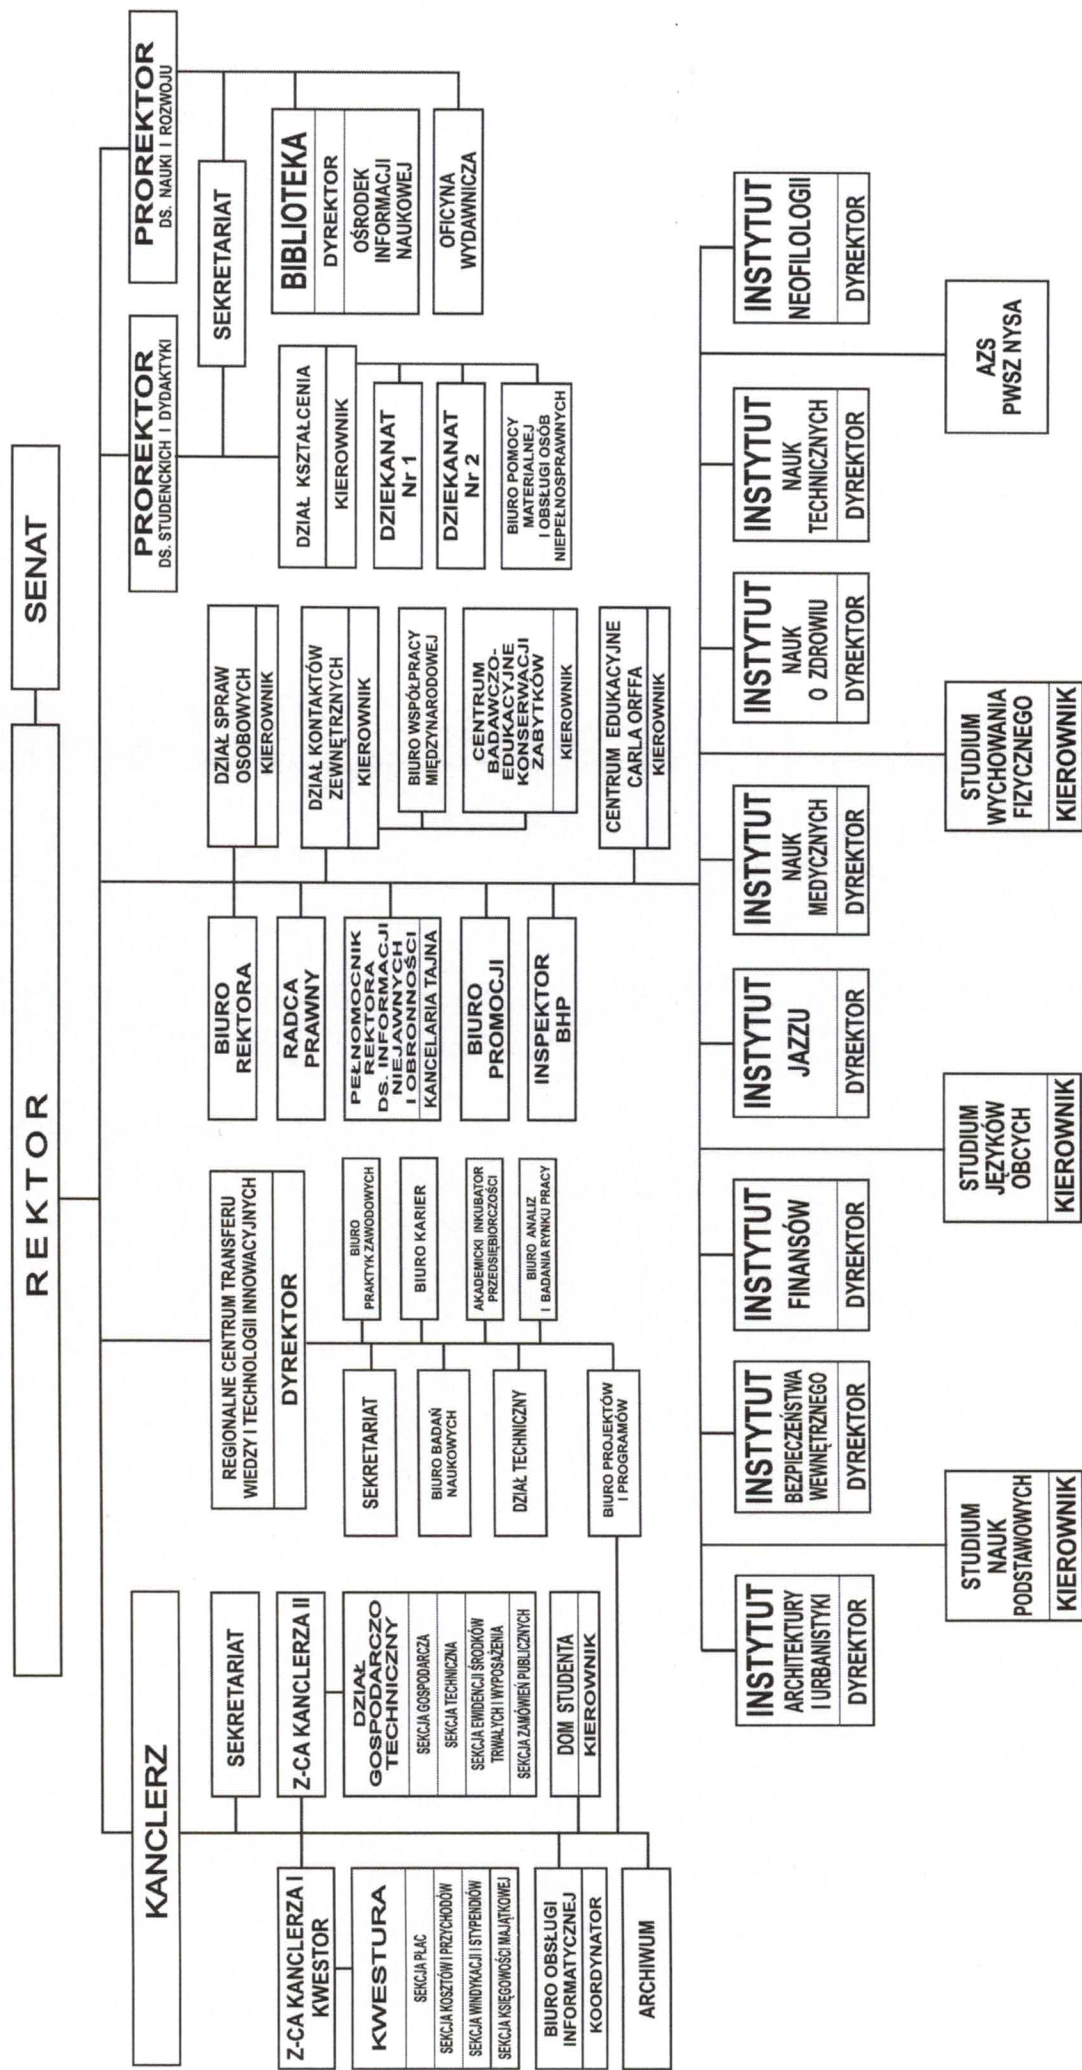 REKTOR
SENAT
KANCLERZ
PROREKTOR
DS. STUDENCKICH I DYDAKTYKI
PROREKTOR
DS. NAUKI I ROZWOJU
SEKRETARIAT
Z-CA KANCLERZA I
KWESTOR
Z-CA KANCLERZA II
KWESTURA
SEKCJA PŁAC
SEKCJA KOSZTÓW I PRZYCHODÓW
SEKCJA WINDYKACJI I STYPENDIÓW
SEKCJA KSIĘGOWOŚCI MAJĄTKOWEJ
DZIAŁ
GOSPODARCZO
TECHNICZNY
SEKCJA GOSPODARCZA
SEKCJA TECHNICZNA
SEKCJA EWIDENCJI ŚRODKÓW
TRWAŁYCH I WYPOSAŻENIA
SEKCJA ZAMÓWIEŃ PUBLICZNYCH
BIURO OBSŁUGI
INFORMATYCZNEJ
KOORDYNATOR
DOM STUDENTA
KIEROWNIK
ARCHIWUM
REGIONALNE CENTRUM TRANSFERU
WIEDZY I TECHNOLOGII INNOWACYJNYCH
DYREKTOR
SEKRETARIAT
BIURO
PRAKTYK ZAWODOWYCH
BIURO BADAŃ
NAUKOWYCH
BIURO KARIER
DZIAŁ TECHNICZNY
AKADEMICKI INKUBATOR
PRZEDSIĘBIORCZOŚCI
BIURO PROJEKTÓW
I PROGRAMÓW
BIURO ANALIZ
I BADANIA RYNKU PRACY
BIURO
REKTORA
RADCA
PRAWNY
PEŁNOMOCNIK
REKTORA
DS. INFORMACJI
NIEJAWNYCH
I OBRONNOŚCI
KANCELARIA TAJNA
BIURO
PROMOCJI
INSPEKTOR
BHP
DZIAŁ SPRAW
OSOBOWYCH
KIEROWNIK
DZIAŁ KONTAKTÓW
ZEWNĘTRZNYCH
KIEROWNIK
BIURO WSPÓŁPRACY
MIĘDZYNARODOWEJ
CENTRUM
BADAWCZO-
EDUKACYJNE
KONSERWACJI
ZABYTKÓW
KIEROWNIK
CENTRUM EDUKACYJNE
CARLA ORFFA
KIEROWNIK
SEKRETARIAT
DZIAŁ KSZTAŁCENIA
KIEROWNIK
DZIEKANAT
Nr 1
DZIEKANAT
Nr 2
BIURO POMOCY
MATERIALNEJ
I OBSŁUGI OSÓB
NIEPEŁNOSPRAWNYCH
BIBLIOTEKA
DYREKTOR
OŚRODEK
INFORMACJI
NAUKOWEJ
OFICYNA
WYDAWNICZA
INSTYTUT
ARCHITEKTURY
I URBANISTYKI
DYREKTOR
INSTYTUT
BEZPIECZEŃSTWA
WEWNĘTRZNEGO
DYREKTOR
INSTYTUT
FINANSÓW
DYREKTOR
INSTYTUT
JAZZU
DYREKTOR
INSTYTUT
NAUK
MEDYCZNYCH
DYREKTOR
INSTYTUT
NAUK
O ZDROWIU
DYREKTOR
INSTYTUT
NAUK
TECHNICZNYCH
DYREKTOR
INSTYTUT
NEOFILOLOGII
DYREKTOR
STUDIUM
NAUK
PODSTAWOWYCH
KIEROWNIK
STUDIUM
JĘZYKÓW
OBCYCH
KIEROWNIK
STUDIUM
WYCHOWANIA
FIZYCZNEGO
KIEROWNIK
AZS
PWSZ NYSA